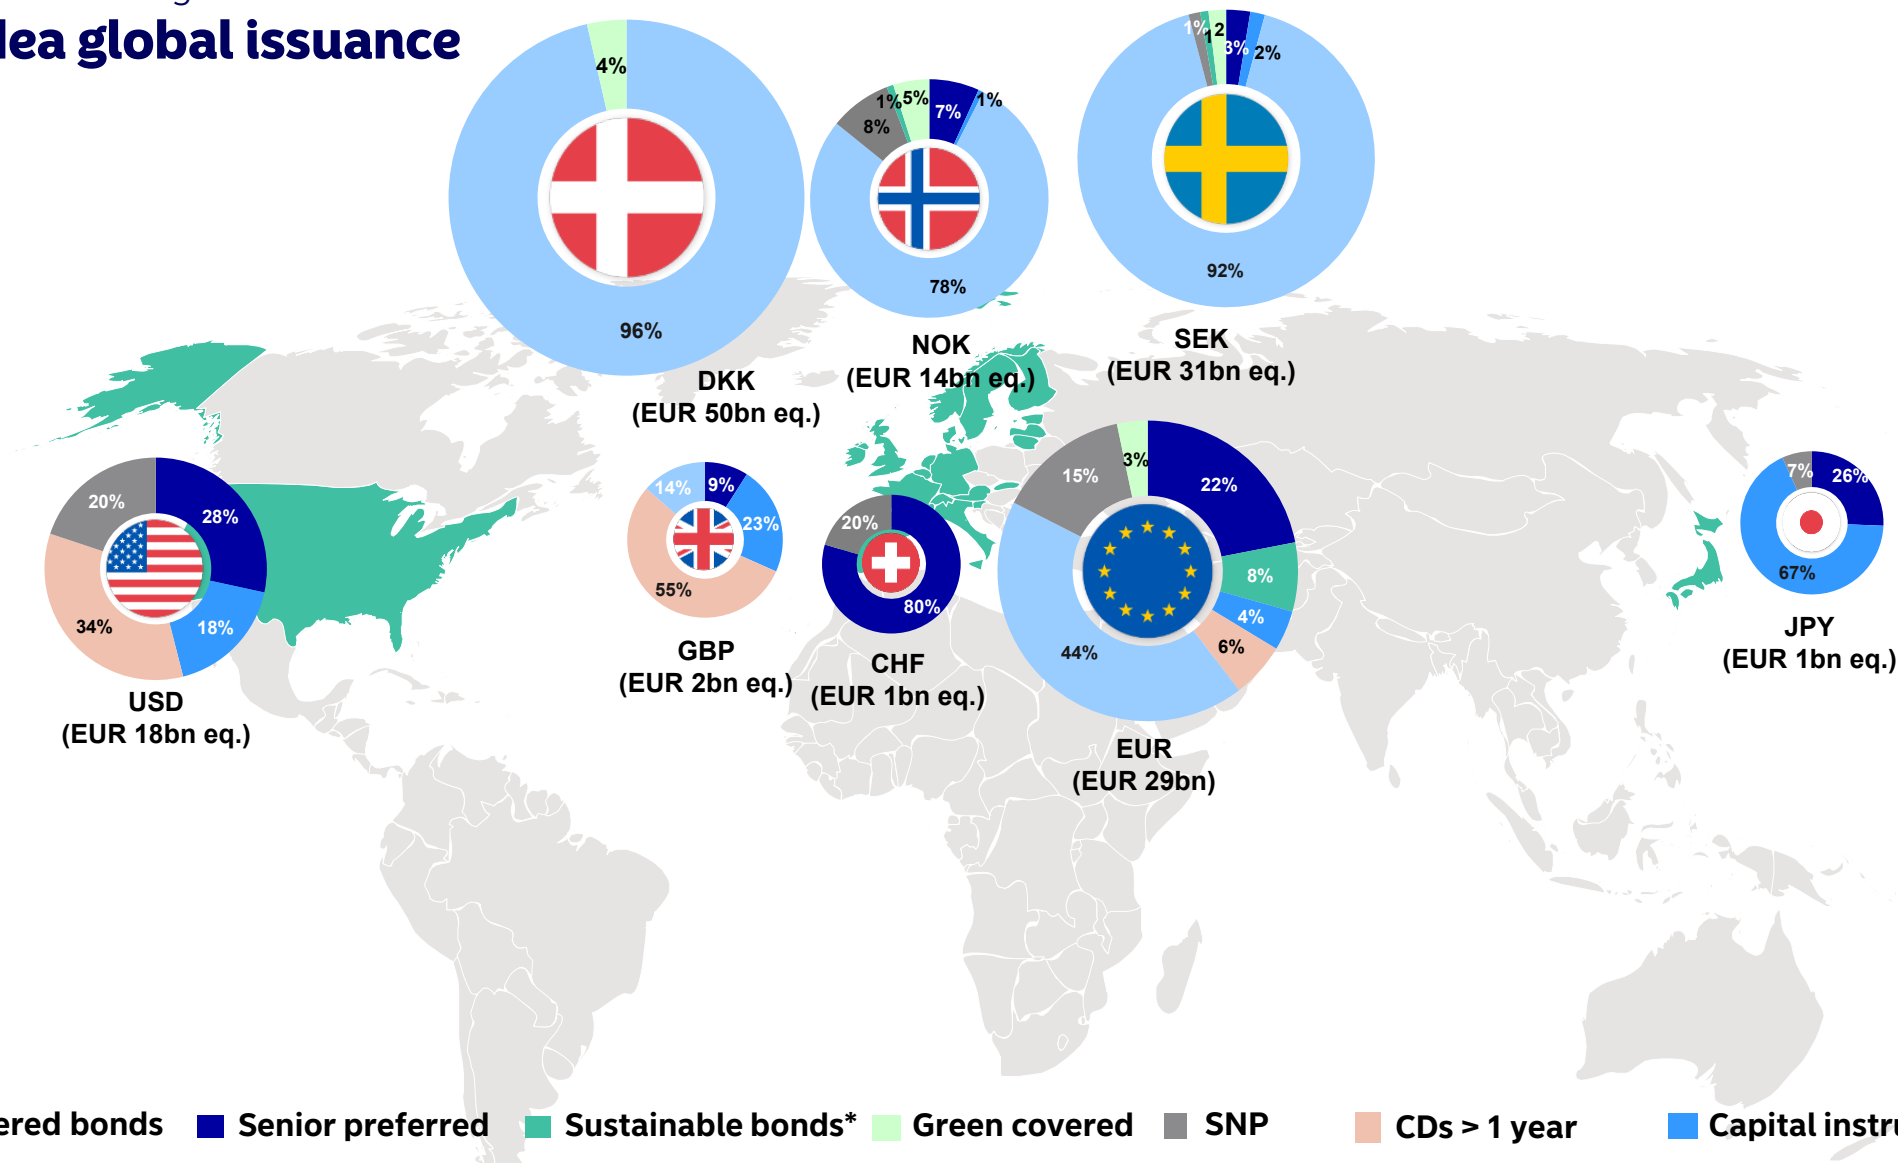 dea global issuance
4%
96%
DKK
(EUR 50bn eq.)
8%
1%
5%
7%
1%
78%
NOK
(EUR 14bn eq.)
1%
1
2
3%
2%
92%
SEK
(EUR 31bn eq.)
20%
28%
34%
18%
USD
(EUR 18bn eq.)
14%
9%
23%
55%
GBP
(EUR 2bn eq.)
20%
80%
CHF
(EUR 1bn eq.)
15%
3%
22%
8%
4%
6%
44%
EUR
(EUR 29bn)
7%
26%
67%
JPY
(EUR 1bn eq.)
ered bonds
Senior preferred
Sustainable bonds*
Green covered
SNP
CDs > 1 year
Capital instru